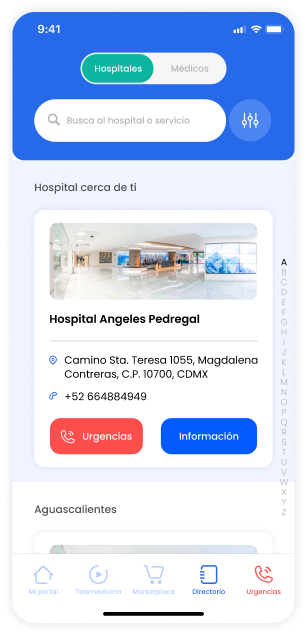 9:41
Hospitales
Médicos
Busca al hospital o servicio
Hospital cerca de ti
Hospital Angeles Pedregal
Camino Sta. Teresa 1055, Magdalena
Contreras, C.P. 10700, CDMX
+52 664884949
Urgencias
Información
A
B
C
D
E
F
G
H
I
J
K
L
M
N
O
P
Q
R
S
T
U
V
W
X
Y
Z
Aguascalientes
Mi portal
Telemedicina
Marketplace
Directorio
Urgencias